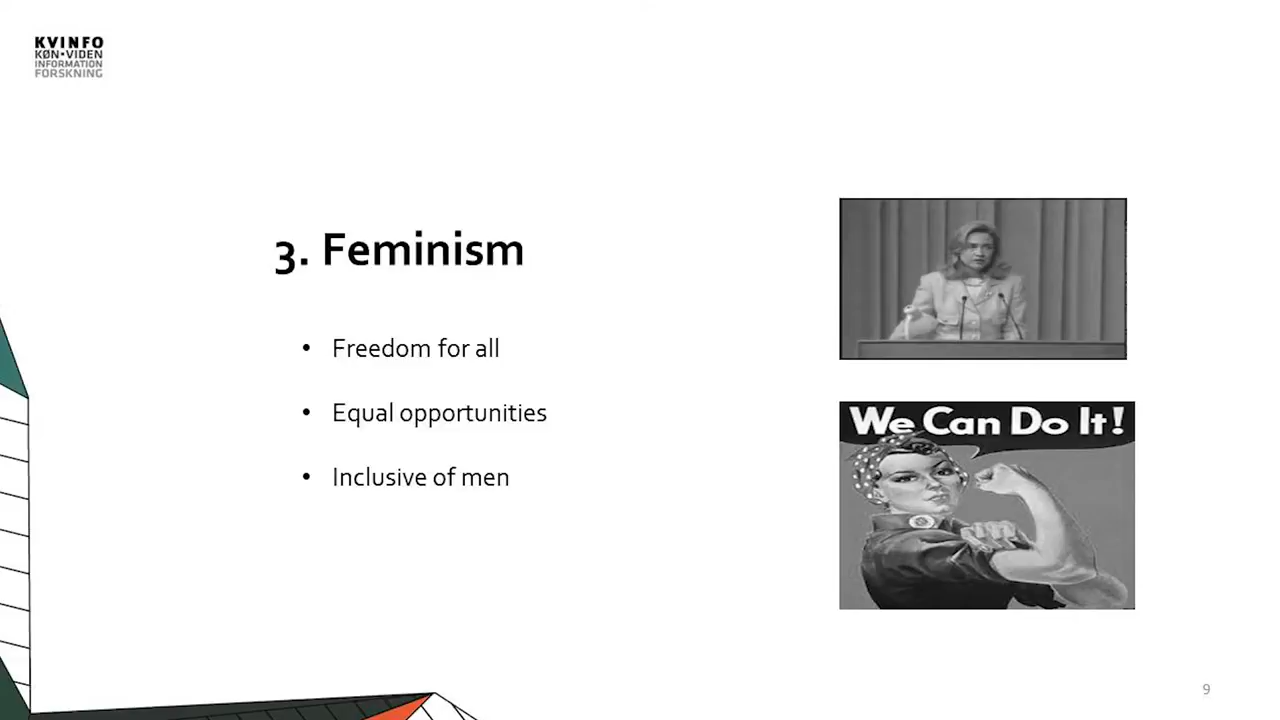 KVINFO
KØN•VIDEN
INFORMATION
FORSKNING
3. Feminism
• Freedom for all
• Equal opportunities
• Inclusive of men
We Can Do It!
9